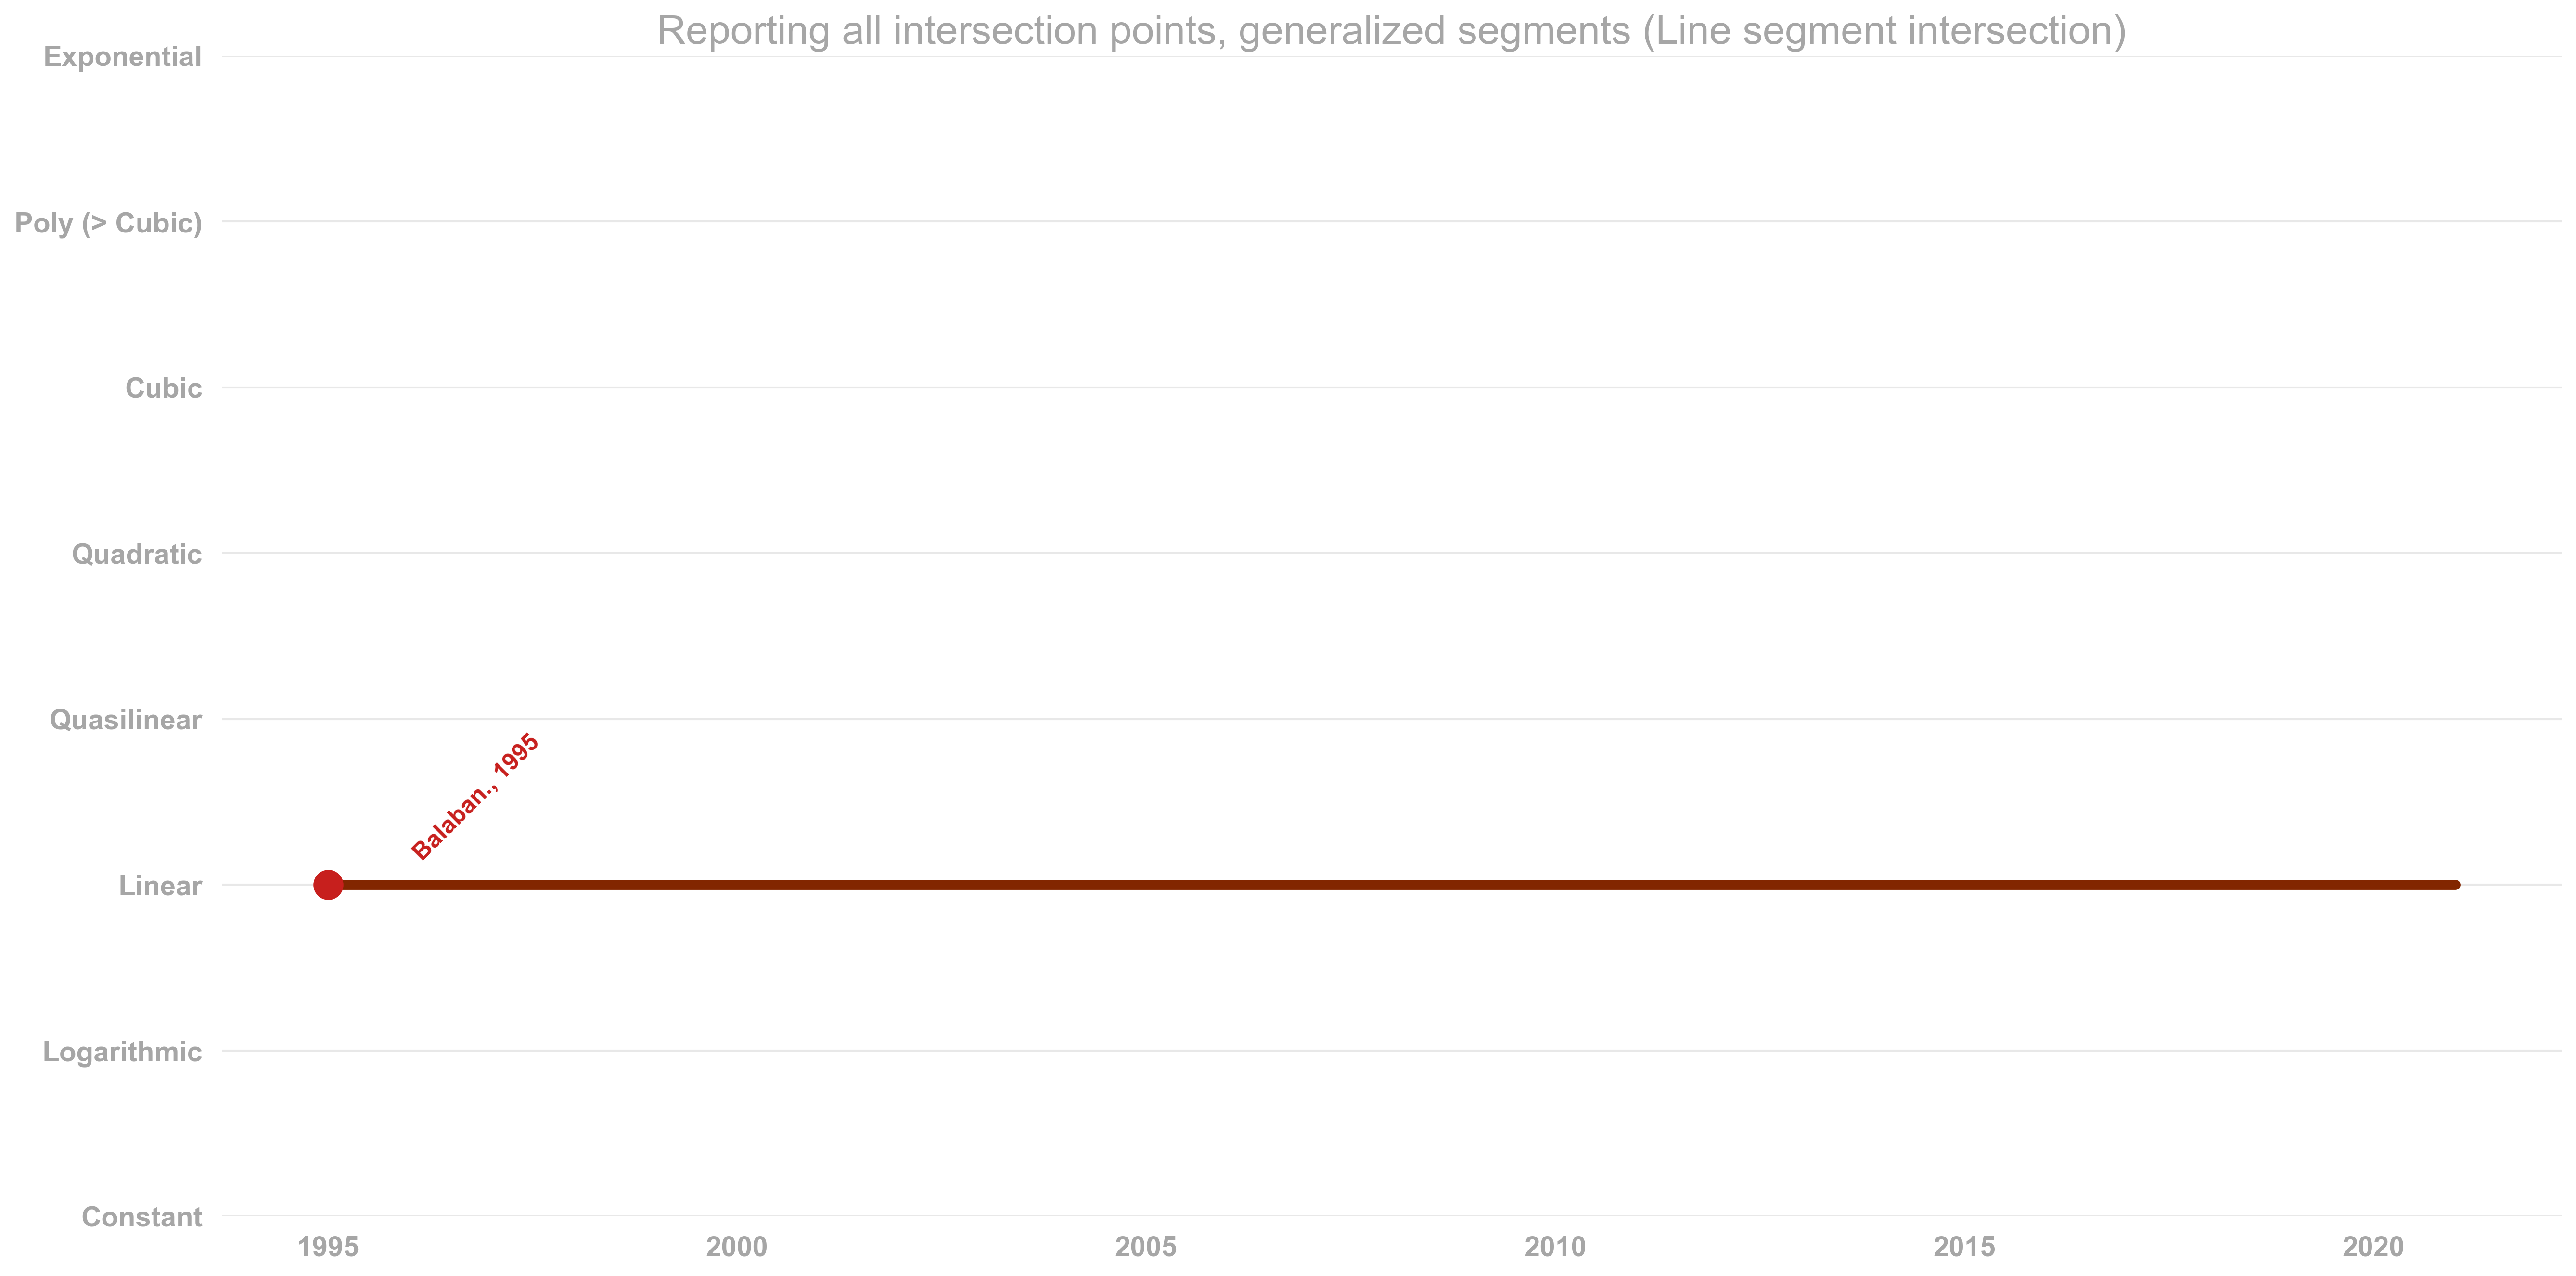 Reporting all intersection points, generalized segments (Line segment intersection)
Exponential
Poly (> Cubic)
Cubic
Quadratic
Quasilinear
Balaban., 1995
Linear
Logarithmic
Constant
1995 2000 2005 2010 2015 2020